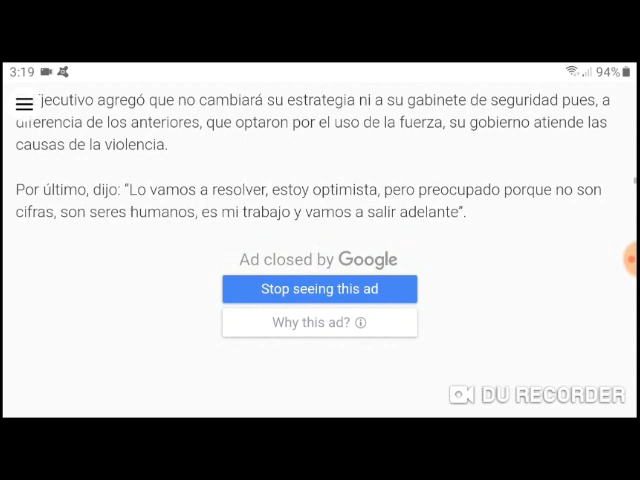 3:19
94%
jecutivo agregó que no cambiará su estrategia ni a su gabinete de seguridad pues, a
diferencia de los anteriores, que optaron por el uso de la fuerza, su gobierno atiende las
causas de la violencia.
Por último, dijo: “Lo vamos a resolver, estoy optimista, pero preocupado porque no son
cifras, son seres humanos, es mi trabajo y vamos a salir adelante”.
Ad closed by Google
Stop seeing this ad
Why this ad?
DU RECORDER